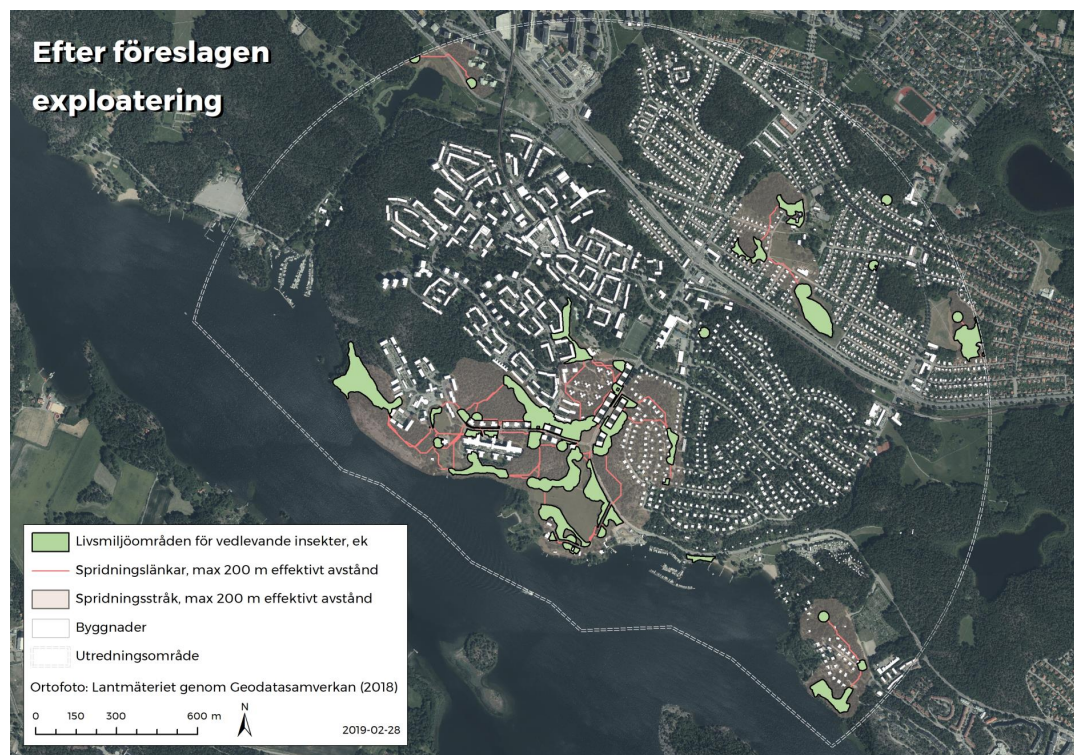 Efter föreslagen
exploatering
Livsmiljöområden för vedlevande insekter, ek
Spridningslänkar, max 200 m effektivt avstånd
Spridningsstråk, max 200 m effektivt avstånd
Byggnader
Utredningsområde
Ortofoto: Lantmäteriet genom Geodatasamverkan (2018)
0 150 300 600 m
N
2019-02-28